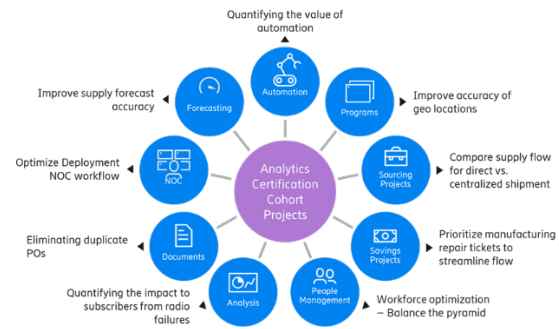 Quantifying the value of
automation
Automation
Improve supply forecast
accuracy
Forecasting
Programs
Improve accuracy of
geo locations
Optimize Deployment
NOC workflow
NOC
Analytics
Certification
Cohort
Projects
Sourcing
Projects
Compare supply flow
for direct vs.
centralized shipment
Eliminating duplicate
POs
Documents
Savings
Projects
Prioritize manufacturing
repair tickets to
streamline flow
Quantifying the impact to
subscribers from radio
failures
Analysis
People
Management
Workforce optimization
– Balance the pyramid